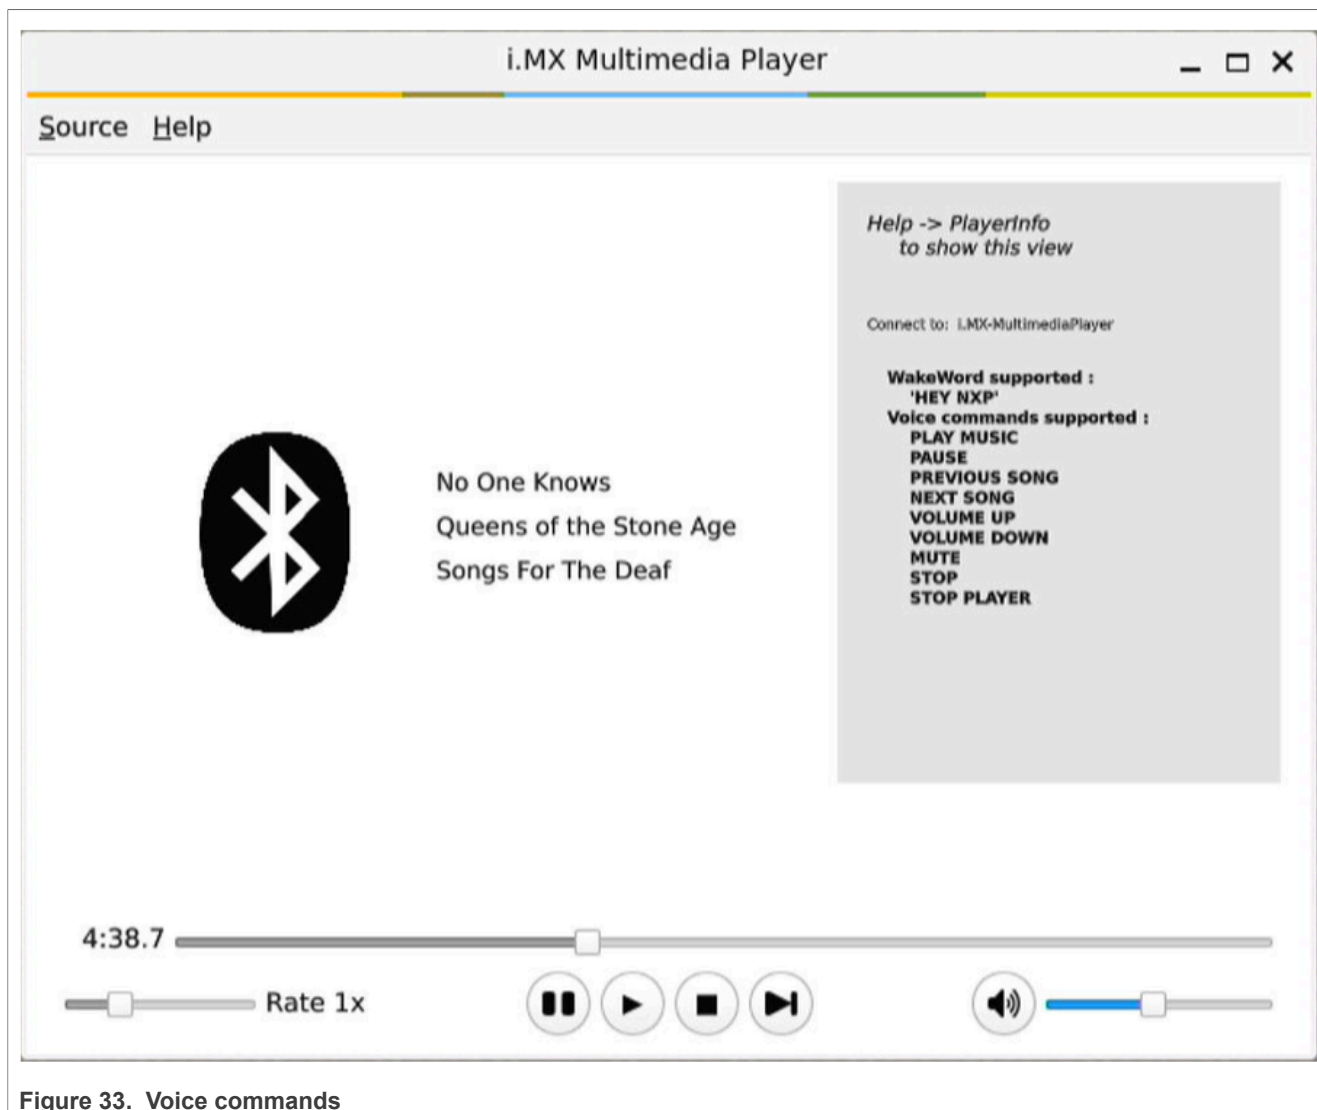 i.MX Multimedia Player
Source Help
Help -> PlayerInfo
to show this view
Connect to: i.MX-MultimediaPlayer
WakeWord supported :
'HEY NXP'
Voice commands supported :
PLAY MUSIC
PAUSE
PREVIOUS SONG
NEXT SONG
VOLUME UP
VOLUME DOWN
MUTE
STOP
STOP PLAYER
No One Knows
Queens of the Stone Age
Songs For The Deaf
4:38.7
Rate 1x
Figure 33. Voice commands